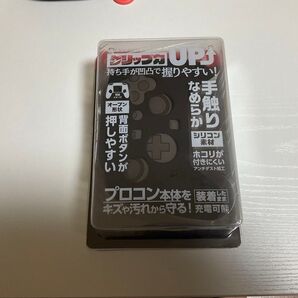 グリップ力UP!
持ち手が凹凸で握りやすい!
オープン
形状
背面ボタンが
押しやすい
手触り
なめらか
シリコン
素材
ホコリが
付きにくい
アンチダスト加工
プロコン本体を
キズや汚れから守る!
装着したまま
充電可能